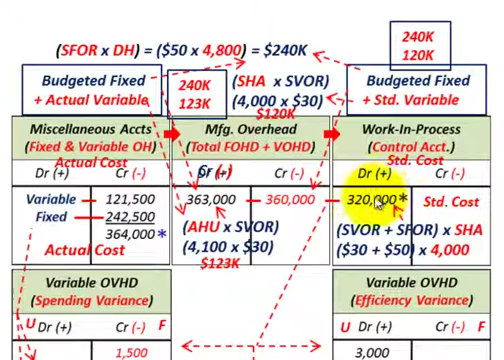 240K
120K
(SFOR x DH) = ($50 x 4,800) = $240K
Budgeted Fixed
+ Actual Variable
240K
123K
(SHA x SVOR)
(4,000 x $30)
$120K
Budgeted Fixed
+ Std. Variable
Miscellaneous Accts
(Fixed & Variable OH)
Actual Cost
Mfg. Overhead
(Total FOHD + VOHD)
Work-In-Process
(Control Acct.)
Std. Cost
Dr (+) Cr (-)
Cr (-)
Dr (+) Cr (-)
Variable 121,500
Fixed 242,500
364,000*
Actual Cost
363,000 360,000
(AHU x SVOR)
(4,100 x $30)
$123K
320,000* Std. Cost
(SVOR + SFOR) x SHA
($30 + $50) x 4,000
Variable OVHD
(Spending Variance)
U Dr (+) Cr (-) F
1,500
Variable OVHD
(Efficiency Variance)
U Dr (+) Cr (-) F
3,000